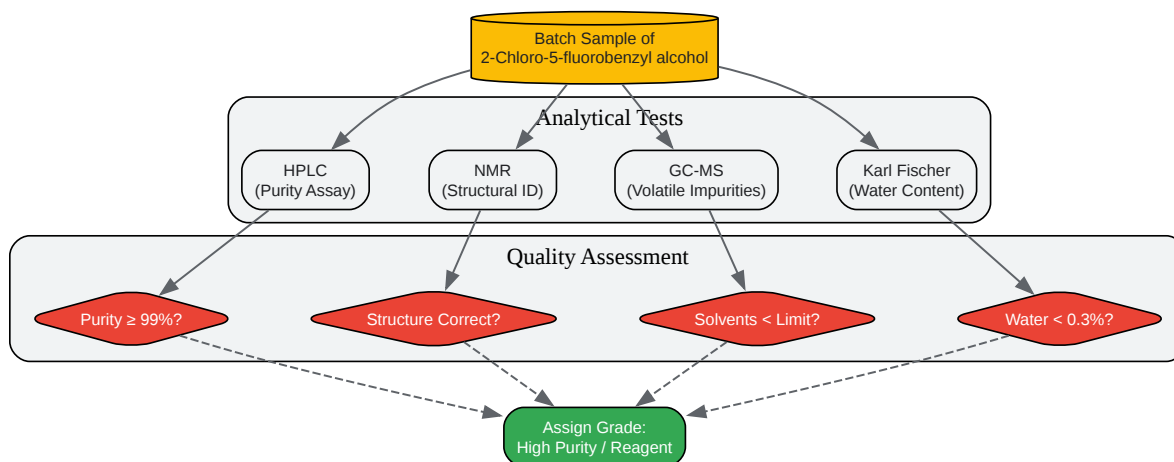 Batch Sample of
2-Chloro-5-fluorobenzyl alcohol
Analytical Tests
HPLC
(Purity Assay)
NMR
(Structural ID)
GC-MS
(Volatile Impurities)
Karl Fischer
(Water Content)
Quality Assessment
Purity ≥ 99%?
Structure Correct?
Solvents < Limit?
Water < 0.3%?
Assign Grade:
High Purity / Reagent